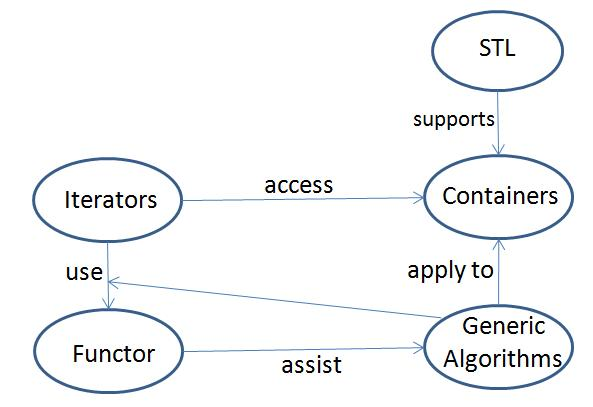 STL
supports
Iterators
access
Containers
use
apply to
Functor
assist
Generic
Algorithms